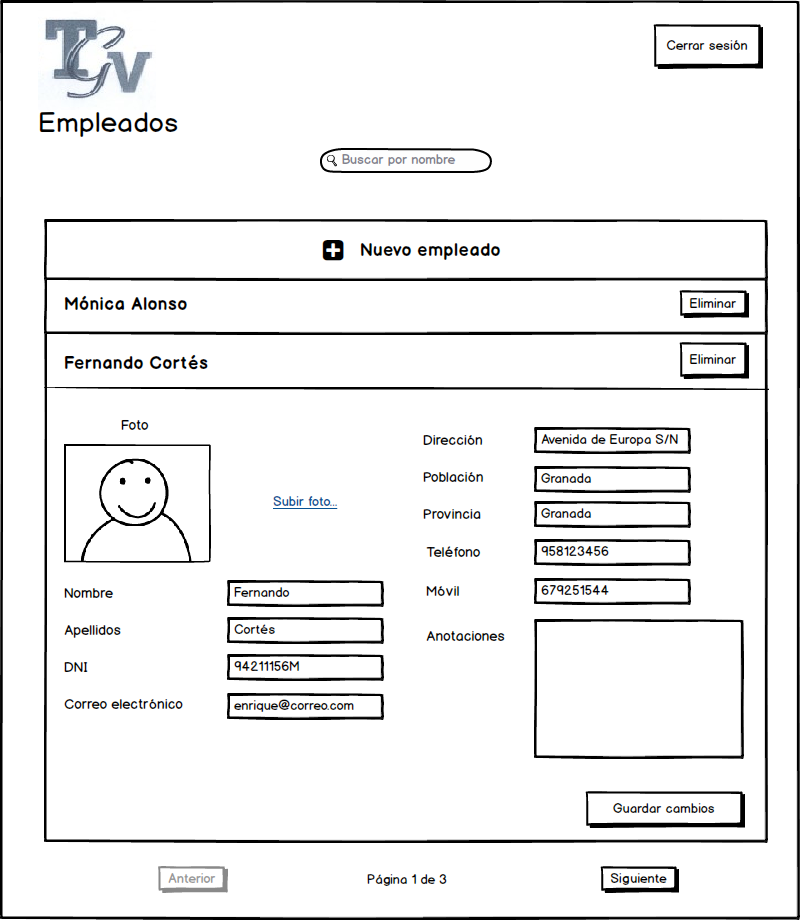 TGV
Cerrar sesión
Empleados
Buscar por nombre
Nuevo empleado
Mónica Alonso
Eliminar
Fernando Cortés
Eliminar
Foto
Subir foto...
Nombre
Fernando
Apellidos
Cortés
DNI
94211156M
Correo electrónico
enrique@correo.com
Dirección
Avenida de Europa S/N
Población
Granada
Provincia
Granada
Teléfono
958123456
Móvil
679251544
Anotaciones
Guardar cambios
Anterior
Página 1 de 3
Siguiente